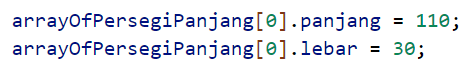 arrayOfPersegiPanjang[0].panjang = 110;
arrayOfPersegiPanjang[0].lebar = 30;